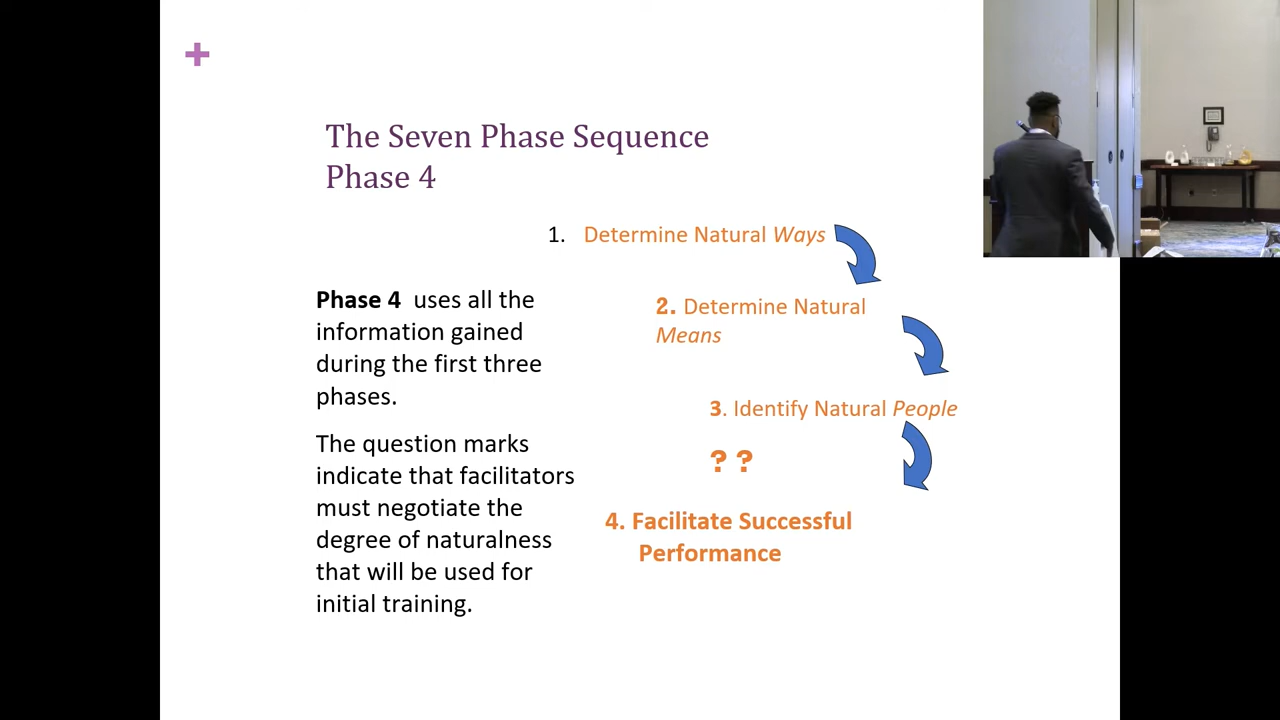 The Seven Phase Sequence
Phase 4
1. Determine Natural Ways
Phase 4 uses all the
information gained
during the first three
phases.
The question marks
indicate that facilitators
must negotiate the
degree of naturalness
that will be used for
initial training.
2. Determine Natural
Means
3. Identify Natural People
? ?
4. Facilitate Successful
Performance